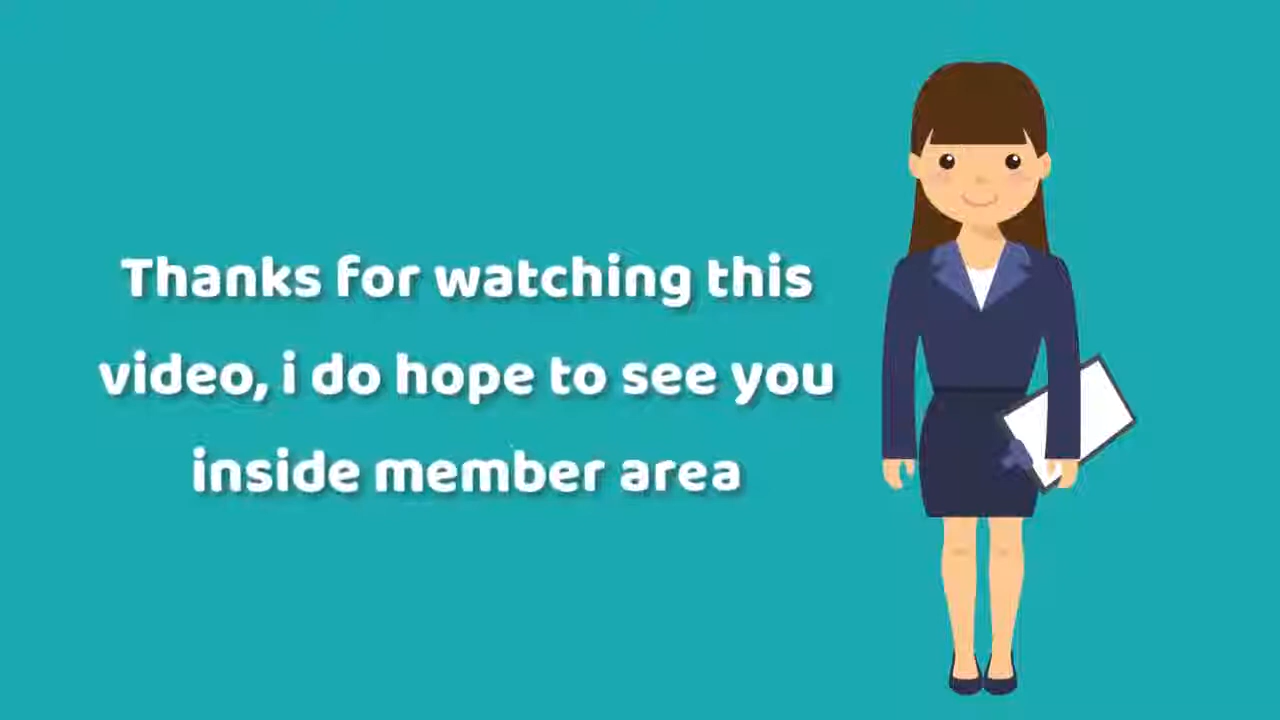 Thanks for watching this
video, i do hope to see you
inside member area